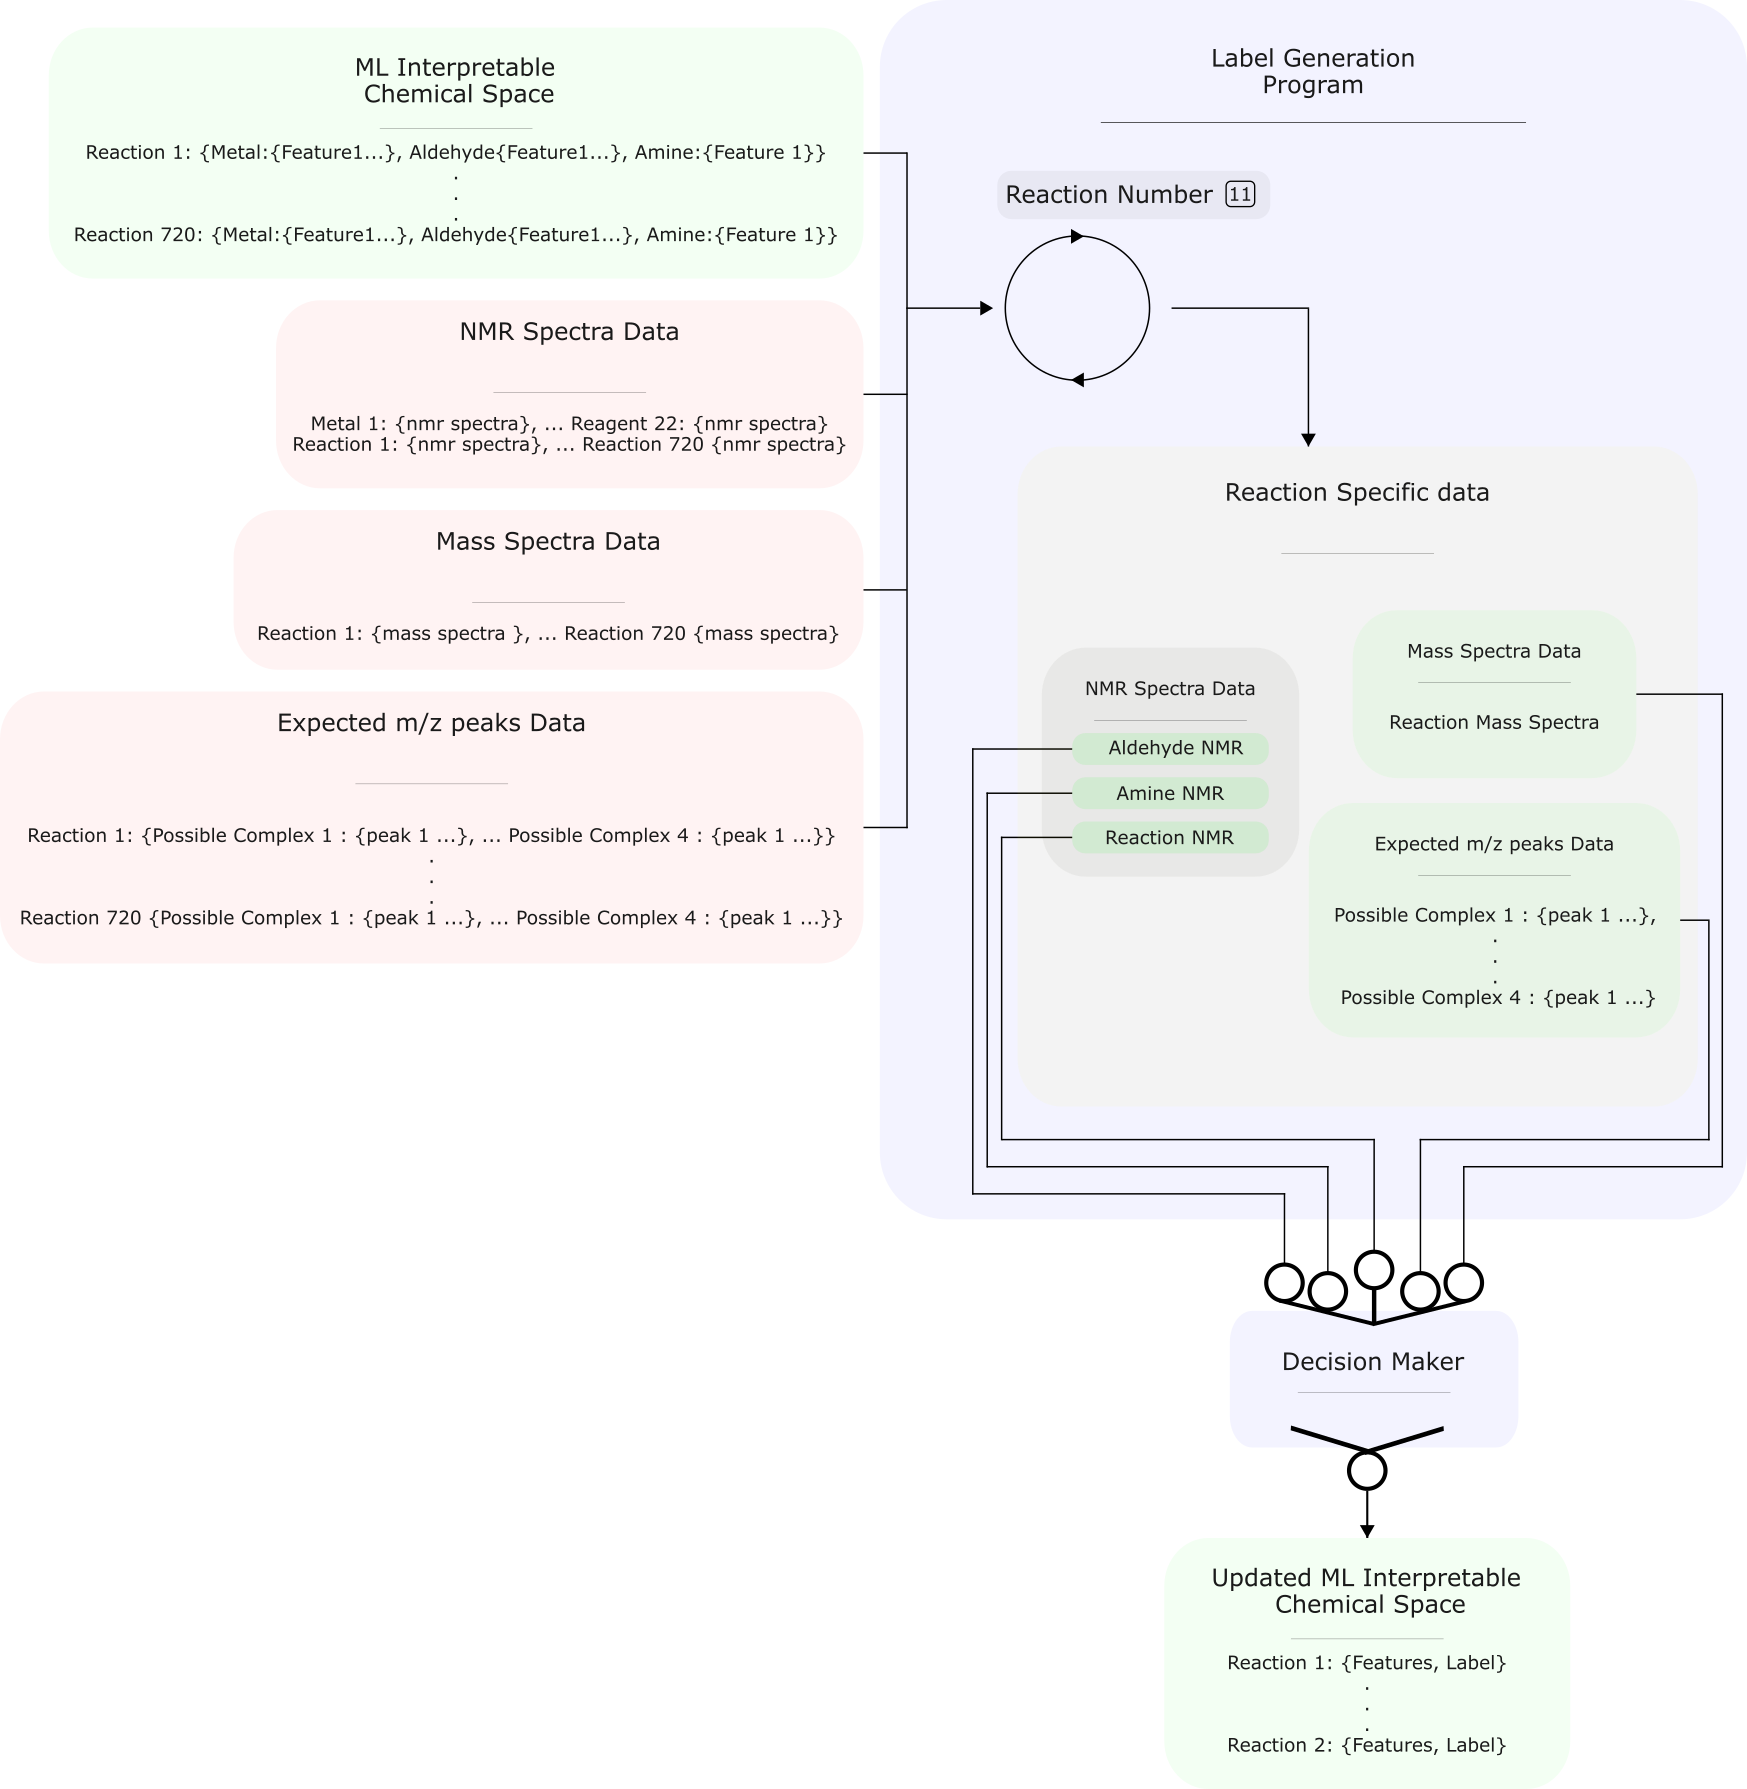 ML Interpretable
Chemical Space
Reaction 1: {Metal:{Feature1...}, Aldehyde{Feature1...}, Amine:{Feature 1}}
.
.
.
Reaction 720: {Metal:{Feature1...}, Aldehyde{Feature1...}, Amine:{Feature 1}}
NMR Spectra Data
Metal 1: {nmr spectra}, ... Reagent 22: {nmr spectra}
Reaction 1: {nmr spectra}, ... Reaction 720 {nmr spectra}
Mass Spectra Data
Reaction 1: {mass spectra }, ... Reaction 720 {mass spectra}
Expected m/z peaks Data
Reaction 1: {Possible Complex 1 : {peak 1 ...}, ... Possible Complex 4 : {peak 1 ...}}
.
.
.
Reaction 720 {Possible Complex 1 : {peak 1 ...}, ... Possible Complex 4 : {peak 1 ...}}
Label Generation
Program
Reaction Number 11
Reaction Specific data
NMR Spectra Data
Aldehyde NMR
Amine NMR
Reaction NMR
Mass Spectra Data
Reaction Mass Spectra
Expected m/z peaks Data
Possible Complex 1 : {peak 1 ...},
.
.
.
Possible Complex 4 : {peak 1 ...}
Decision Maker
Updated ML Interpretable
Chemical Space
Reaction 1: {Features, Label}
.
.
.
Reaction 2: {Features, Label}